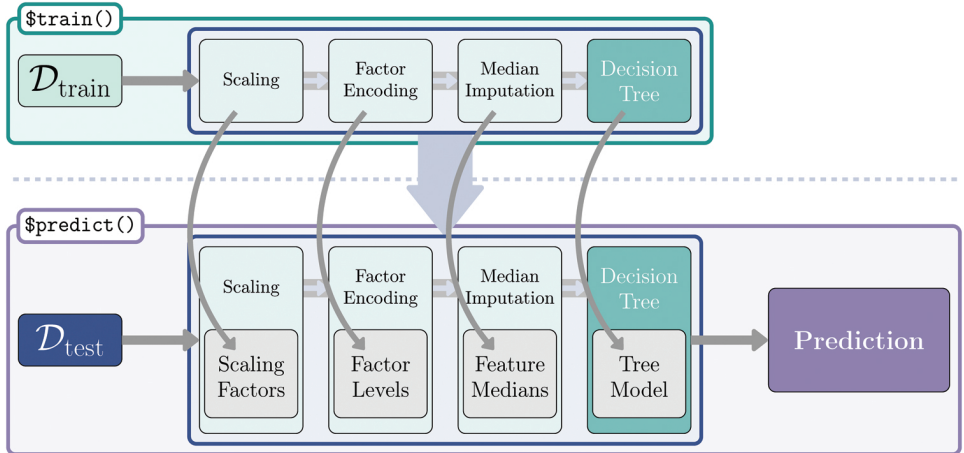 $train()
𝒟train
Scaling
Factor
Encoding
Median
Imputation
Decision
Tree
$predict()
𝒟test
Scaling
Factor
Encoding
Median
Imputation
Decision
Tree
Scaling
Factors
Factor
Levels
Feature
Medians
Tree
Model
Prediction